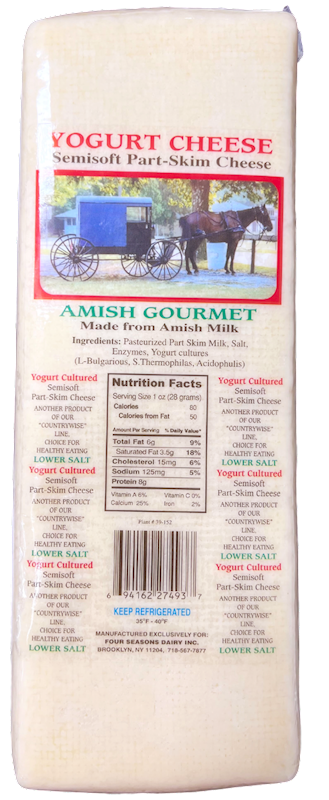 YOGURT CHEESE
Semisoft Part-Skim Cheese
AMISH GOURMET
Made from Amish Milk
Ingredients: Pasteurized Part Skim Milk, Salt,
Enzymes, Yogurt cultures
(L-Bulgarious, S.Thermophilus, Acidophulis)
Yogurt Cultured
Semisoft
Part-Skim Cheese
ANOTHER PRODUCT
OF OUR
"COUNTRYWISE"
LINE,
CHOICE FOR
HEALTHY EATING
LOWER SALT
Yogurt Cultured
Semisoft
Part-Skim Cheese
ANOTHER PRODUCT
OF OUR
"COUNTRYWISE"
LINE,
CHOICE FOR
HEALTHY EATING
LOWER SALT
Yogurt Cultured
Semisoft
Part-Skim Cheese
ANOTHER PRODUCT
OF OUR
"COUNTRYWISE"
LINE,
CHOICE FOR
HEALTHY EATING
LOWER SALT
Nutrition Facts
Serving Size 1 oz (28 grams)
Calories 80
Calories from Fat 50
Amount Per Serving % Daily Value*
Total Fat 6g 9%
Saturated Fat 3.5g 18%
Cholesterol 15mg 6%
Sodium 125mg 5%
Protein 8g
Vitamin A 6% Vitamin C 0%
Calcium 25% Iron 2%
Plant # 39-152
6 94162 27493 7
KEEP REFRIGERATED
35°F - 40°F
MANUFACTURED EXCLUSIVELY FOR:
FOUR SEASONS DAIRY INC.
BROOKLYN, NY 11204, 718-567-7877
Yogurt Cultured
Semisoft
Part-Skim Cheese
ANOTHER PRODUCT
OF OUR
"COUNTRYWISE"
LINE,
CHOICE FOR
HEALTHY EATING
LOWER SALT
Yogurt Cultured
Semisoft
Part-Skim Cheese
ANOTHER PRODUCT
OF OUR
"COUNTRYWISE"
LINE,
CHOICE FOR
HEALTHY EATING
LOWER SALT
Yogurt Cultured
Semisoft
Part-Skim Cheese
ANOTHER PRODUCT
OF OUR
"COUNTRYWISE"
LINE,
CHOICE FOR
HEALTHY EATING
LOWER SALT